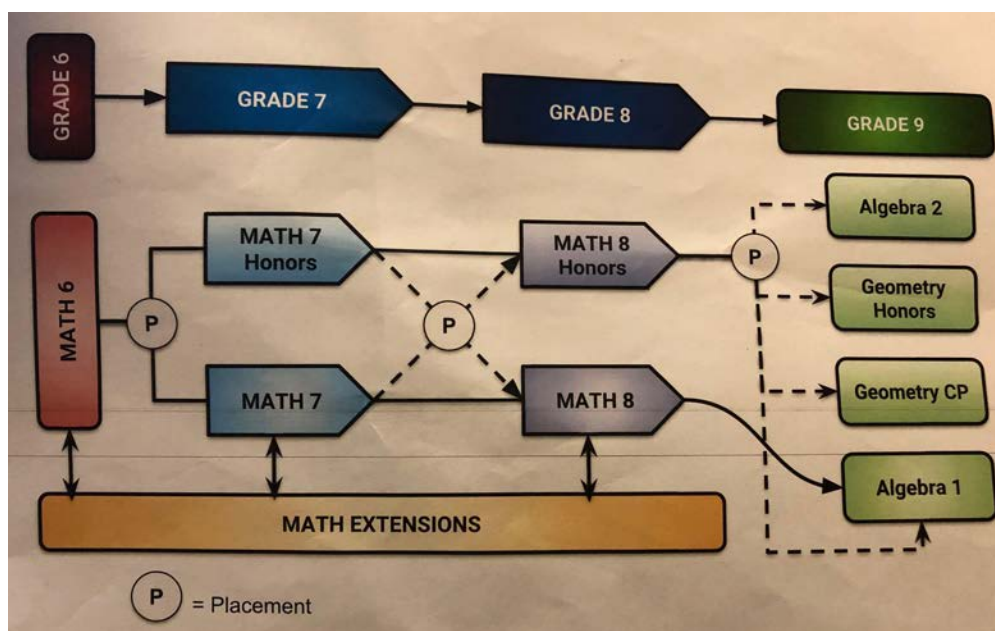 GRADE 6
GRADE 7
GRADE 8
GRADE 9
MATH 6
P
MATH 7
Honors
MATH 7
P
MATH 8
Honors
MATH 8
P
Algebra 2
Geometry
Honors
Geometry CP
Algebra 1
MATH EXTENSIONS
P = Placement